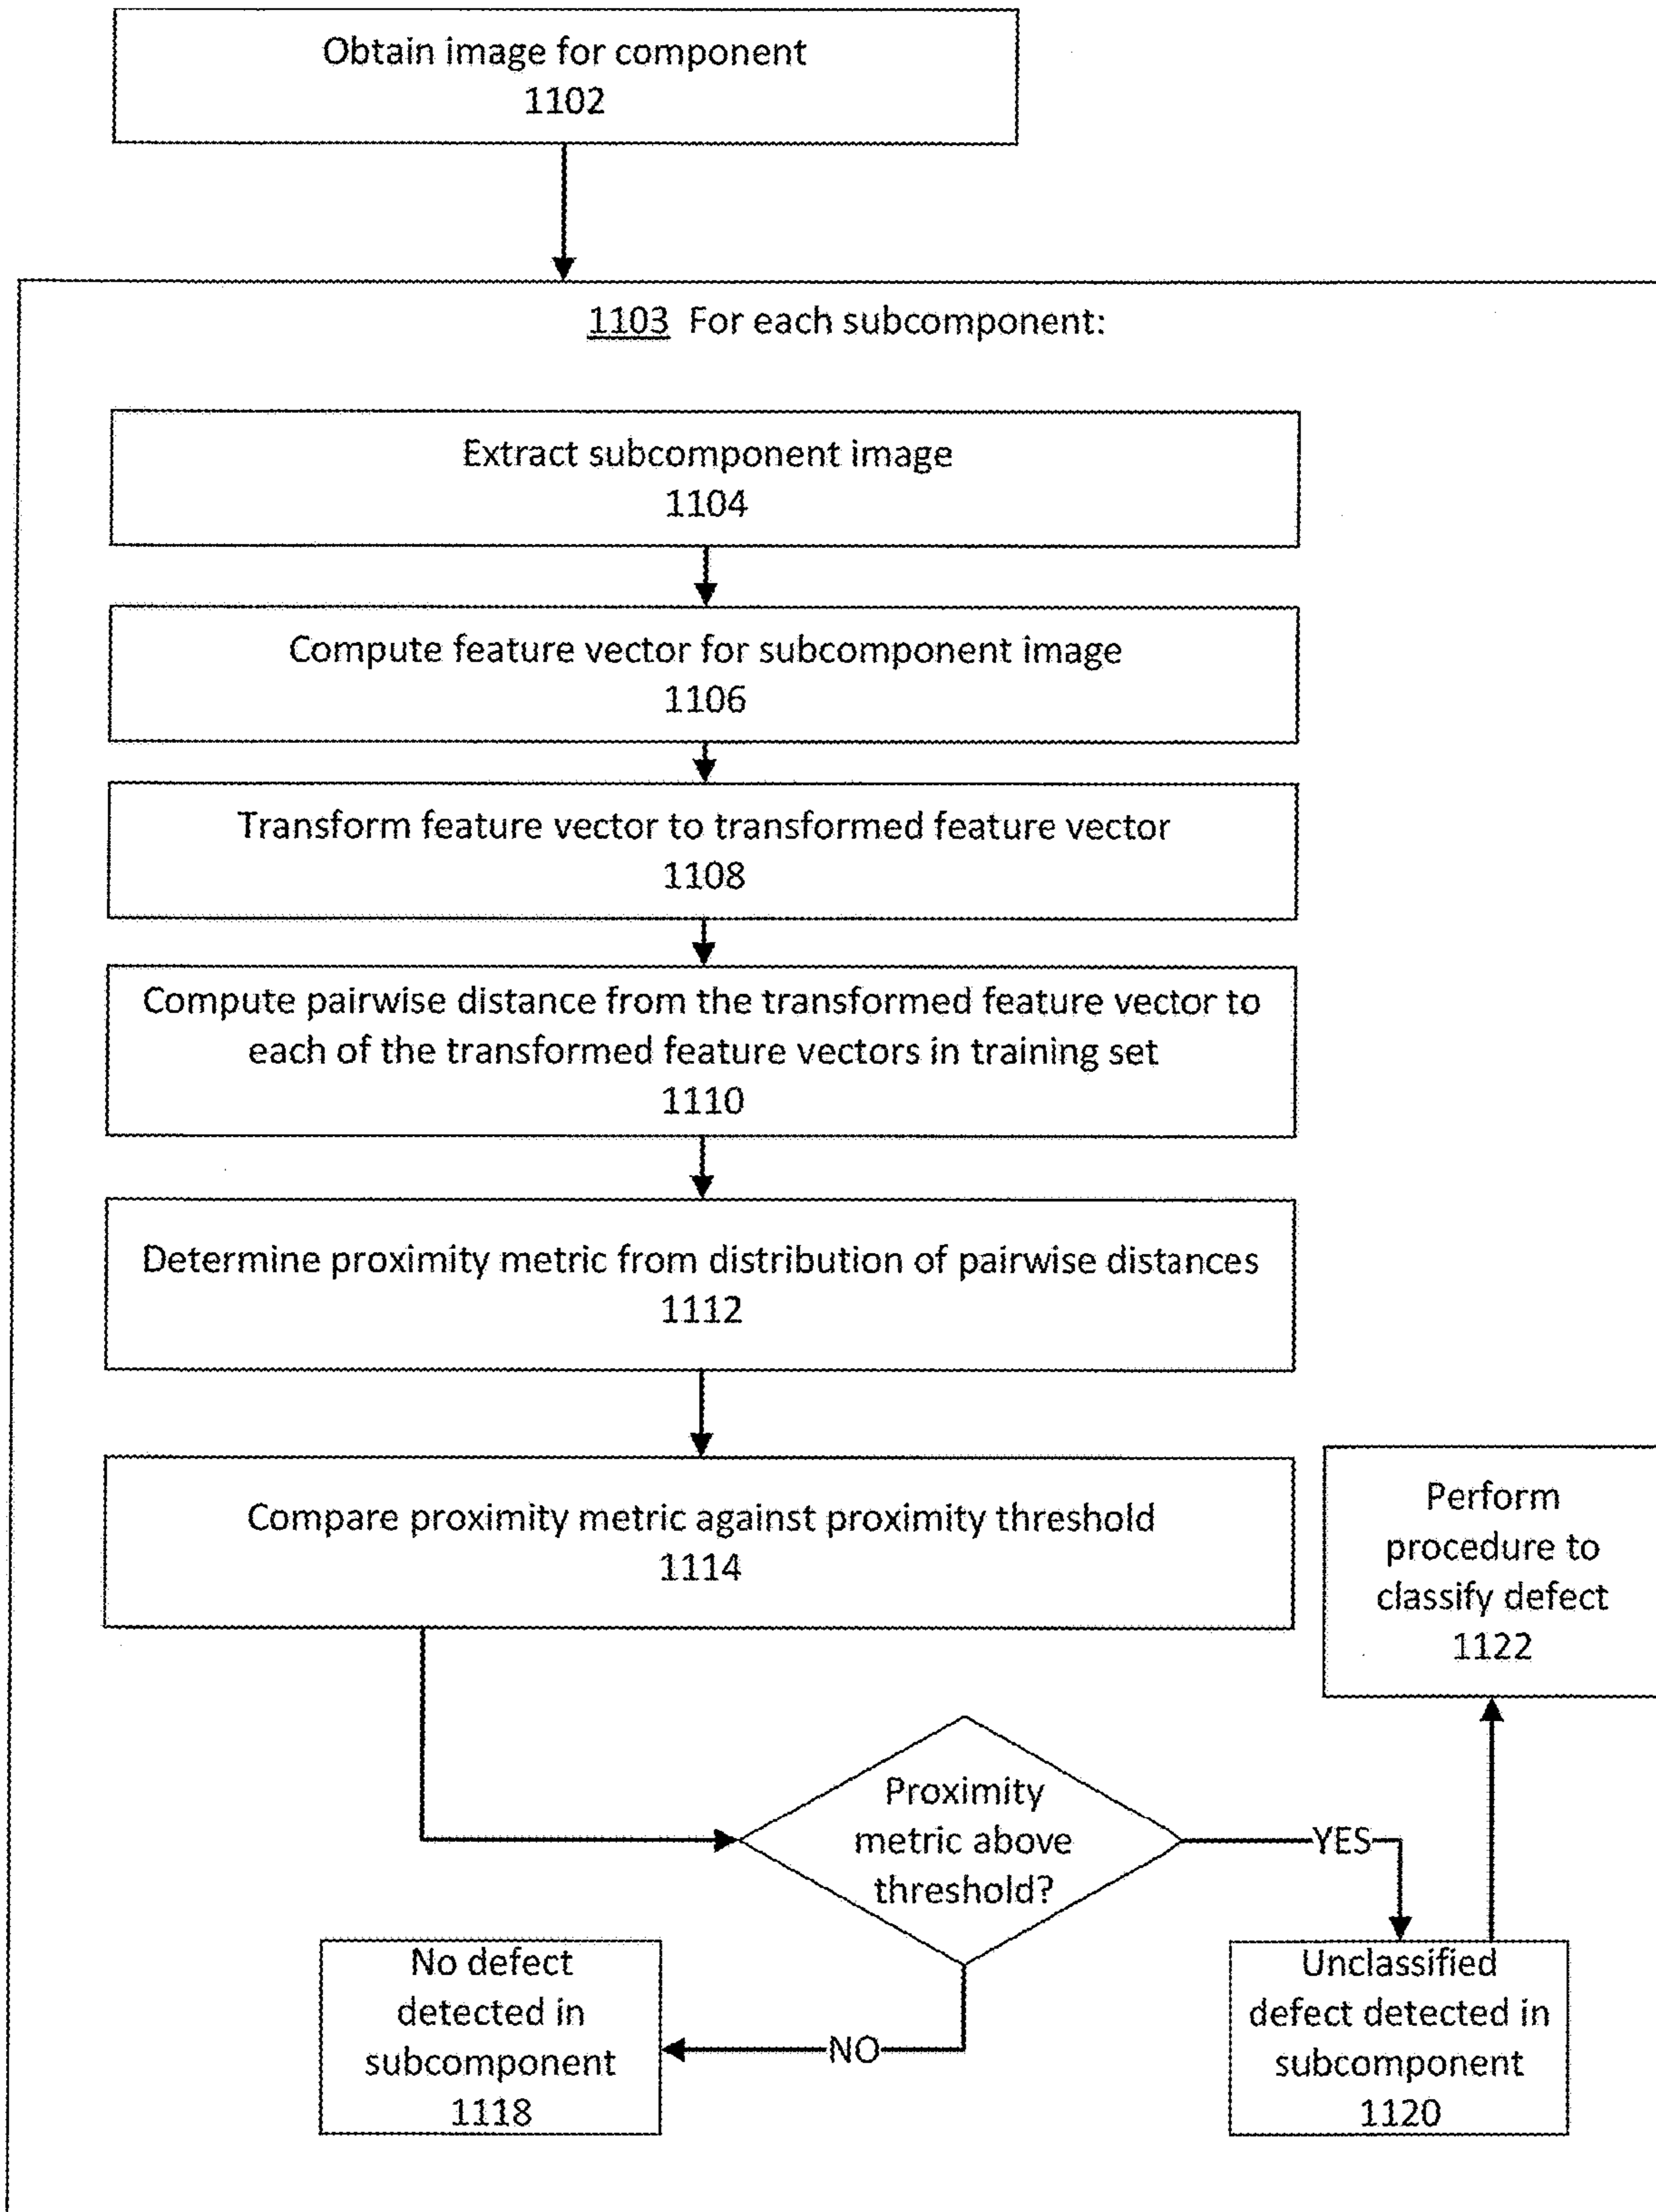 Obtain image for component
1102
1103 For each subcomponent:
Extract subcomponent image
1104
Compute feature vector for subcomponent image
1106
Transform feature vector to transformed feature vector
1108
Compute pairwise distance from the transformed feature vector to
each of the transformed feature vectors in training set
1110
Determine proximity metric from distribution of pairwise distances
1112
Compare proximity metric against proximity threshold
1114
Perform
procedure to
classify defect
1122
Proximity
metric above
threshold?
YES
NO
No defect
detected in
subcomponent
1118
Unclassified
defect detected in
subcomponent
1120